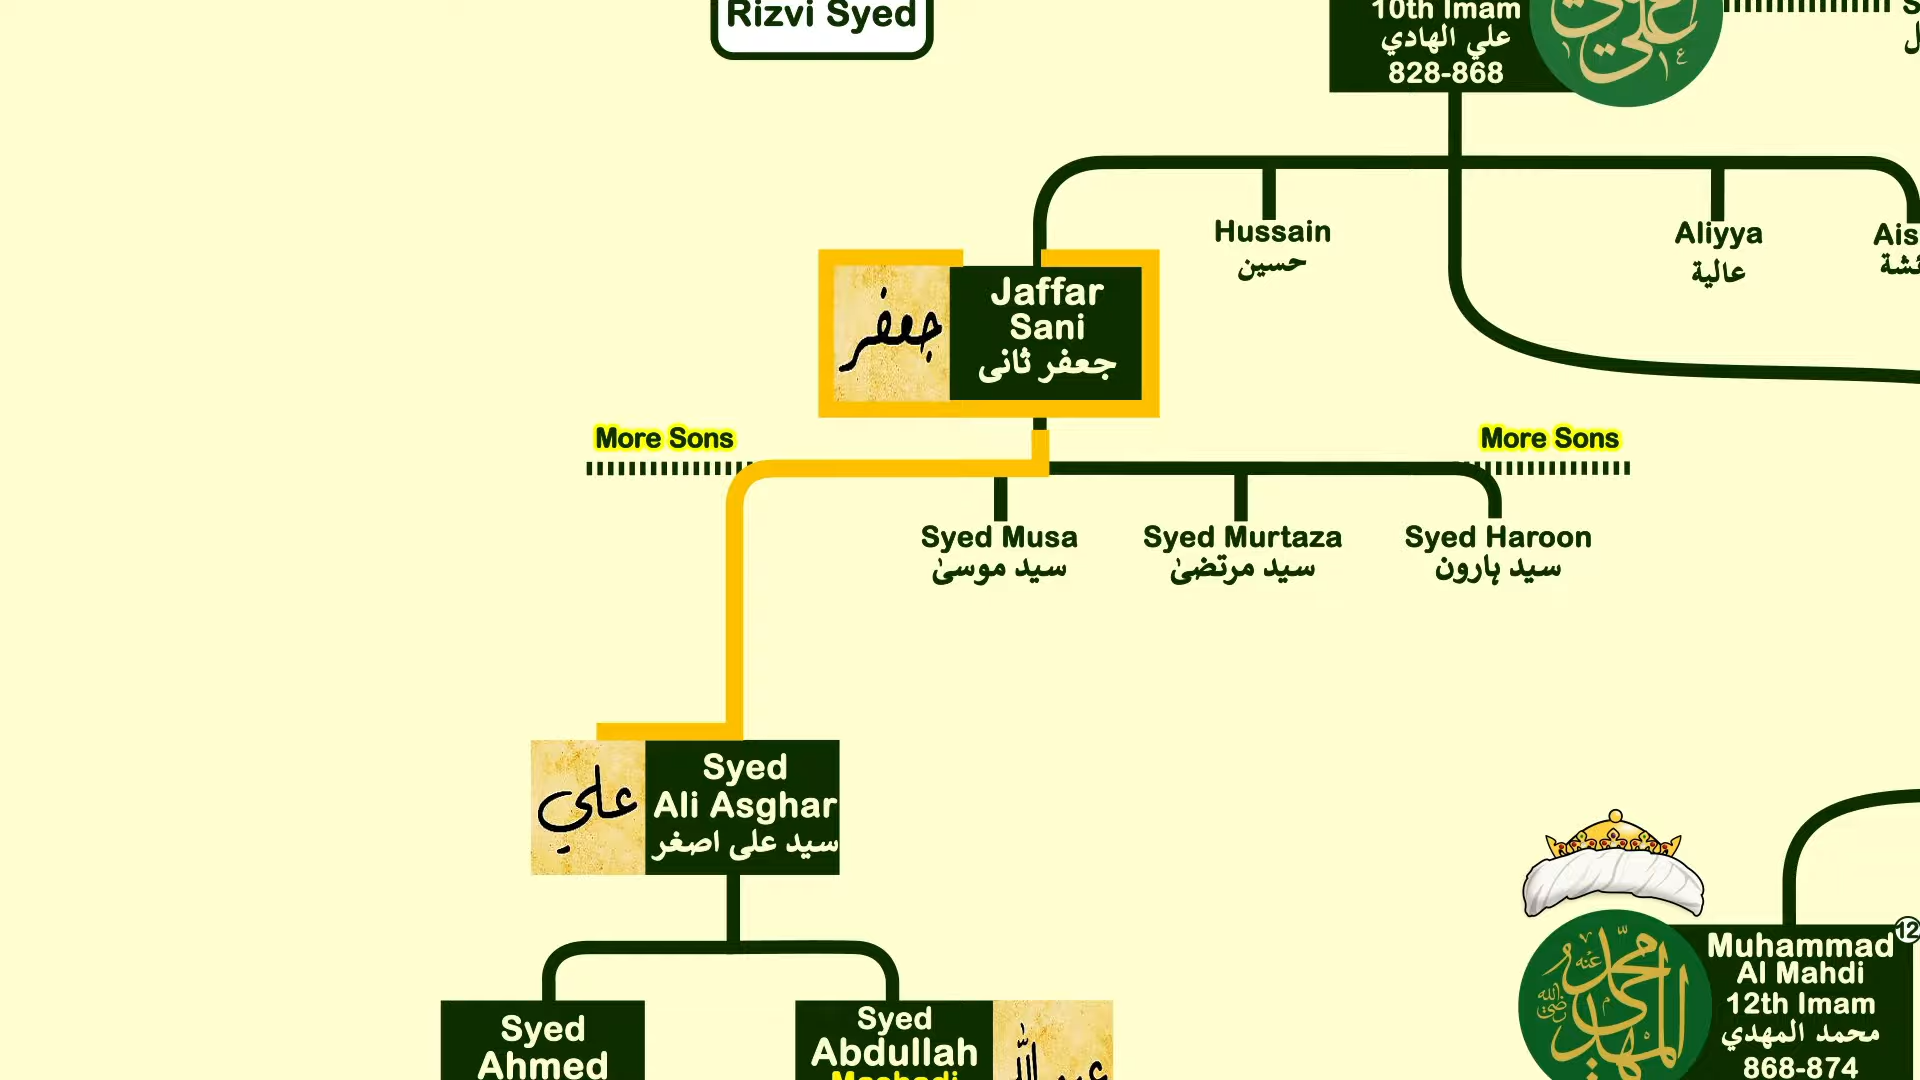 Rizvi Syed
10th Imam
علي الهادي
828-868
Hussain
حسين
Aliyya
عالية
Jaffar
Sani
جعفر ثانی
جعفر
More Sons
More Sons
Syed Musa
سید موسیٰ
Syed Murtaza
سید مرتضیٰ
Syed Haroon
سید ہارون
Syed
Ali Asghar
سید علی اصغر
علي
Syed
Ahmed
Syed
Abdullah
Mashadi
12
Muhammad
Al Mahdi
12th Imam
محمد المهدي
868-874